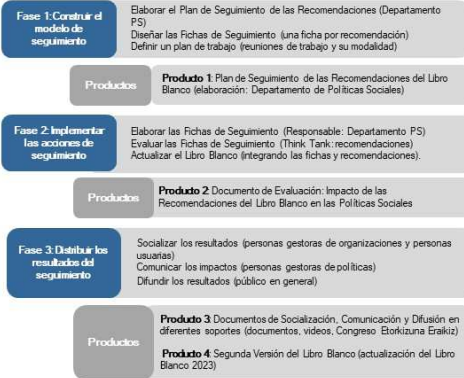 Fase 1: Construir el
modelo de
seguimiento
Elaborar el Plan de Seguimiento de las Recomendaciones (Departamento
PS)
Diseñar las Fichas de Seguimiento (una ficha por recomendación)
Definir un plan de trabajo (reuniones de trabajo y su modalidad)
Productos
Producto 1: Plan de Seguimiento de las Recomendaciones del Libro
Blanco (elaboración: Departamento de Políticas Sociales)
Fase 2: Implementar
las acciones de
seguimiento
Elaborar las Fichas de Seguimiento (Responsable: Departamento PS)
Evaluar las Fichas de Seguimiento (Think Tank: recomendaciones)
Actualizar el Libro Blanco (integrando las fichas y recomendaciones).
Productos
Producto 2: Documento de Evaluación: Impacto de las
Recomendaciones del Libro Blanco en las Políticas Sociales
Fase 3: Distribuir los
resultados del
seguimiento
Socializar los resultados (personas gestoras de organizaciones y personas
usuarias)
Comunicar los impactos (personas gestoras de políticas)
Difundir los resultados (público en general)
Productos
Producto 3: Documentos de Socialización, Comunicación y Difusión en
diferentes soportes (documentos, videos, Congreso Etorkizuna Eraikiz)
Producto 4: Segunda Versión del Libro Blanco (actualización del Libro
Blanco 2023)